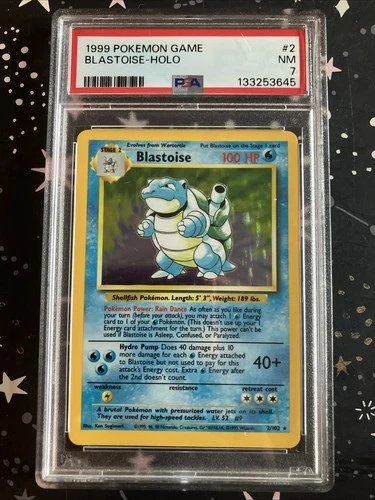 1999 POKEMON GAME #2
BLASTOISE-HOLO NM
7
PSA 133253645
STAGE 2 Evolves from Wartortle Put Blastoise on the Stage 1 card
Blastoise 100 HP
Shellfish Pokémon. Length: 5' 3", Weight: 189 lbs.
Pokémon Power: Rain Dance As often as you like during
your turn (before your attack), you may attach 1
Energy card to 1 of your Pokémon. (This doesn't use up your 1
Energy card attachment for the turn.) This power can't be
used if Blastoise is Asleep, Confused, or Paralyzed.
Hydro Pump Does 40 damage plus 10
more damage for each Energy attached
to Blastoise but not used to pay for this
attack's Energy cost. Extra Energy after
the 2nd doesn't count.
40+
weakness resistance retreat cost
A brutal Pokémon with pressurized water jets on its shell.
They are used for high-speed tackles. LV. 52 #9
Illus. Ken Sugimori 2/102